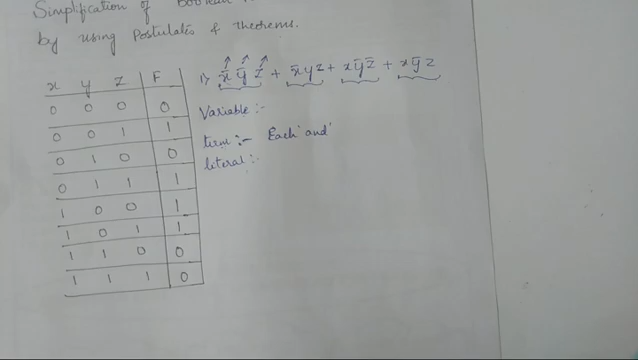 Simplification of Boolean
by using Postulates & theorems.
x y z F
0 0 0 0
0 0 1 1
0 1 0 0
0 1 1 1
1 0 0 1
1 0 1 1
1 1 0 0
1 1 1 0
1) x̄ ȳ z + x̄yz + xȳz̄ + xȳz
Variable :-
term :- Each 'and'
literal :-